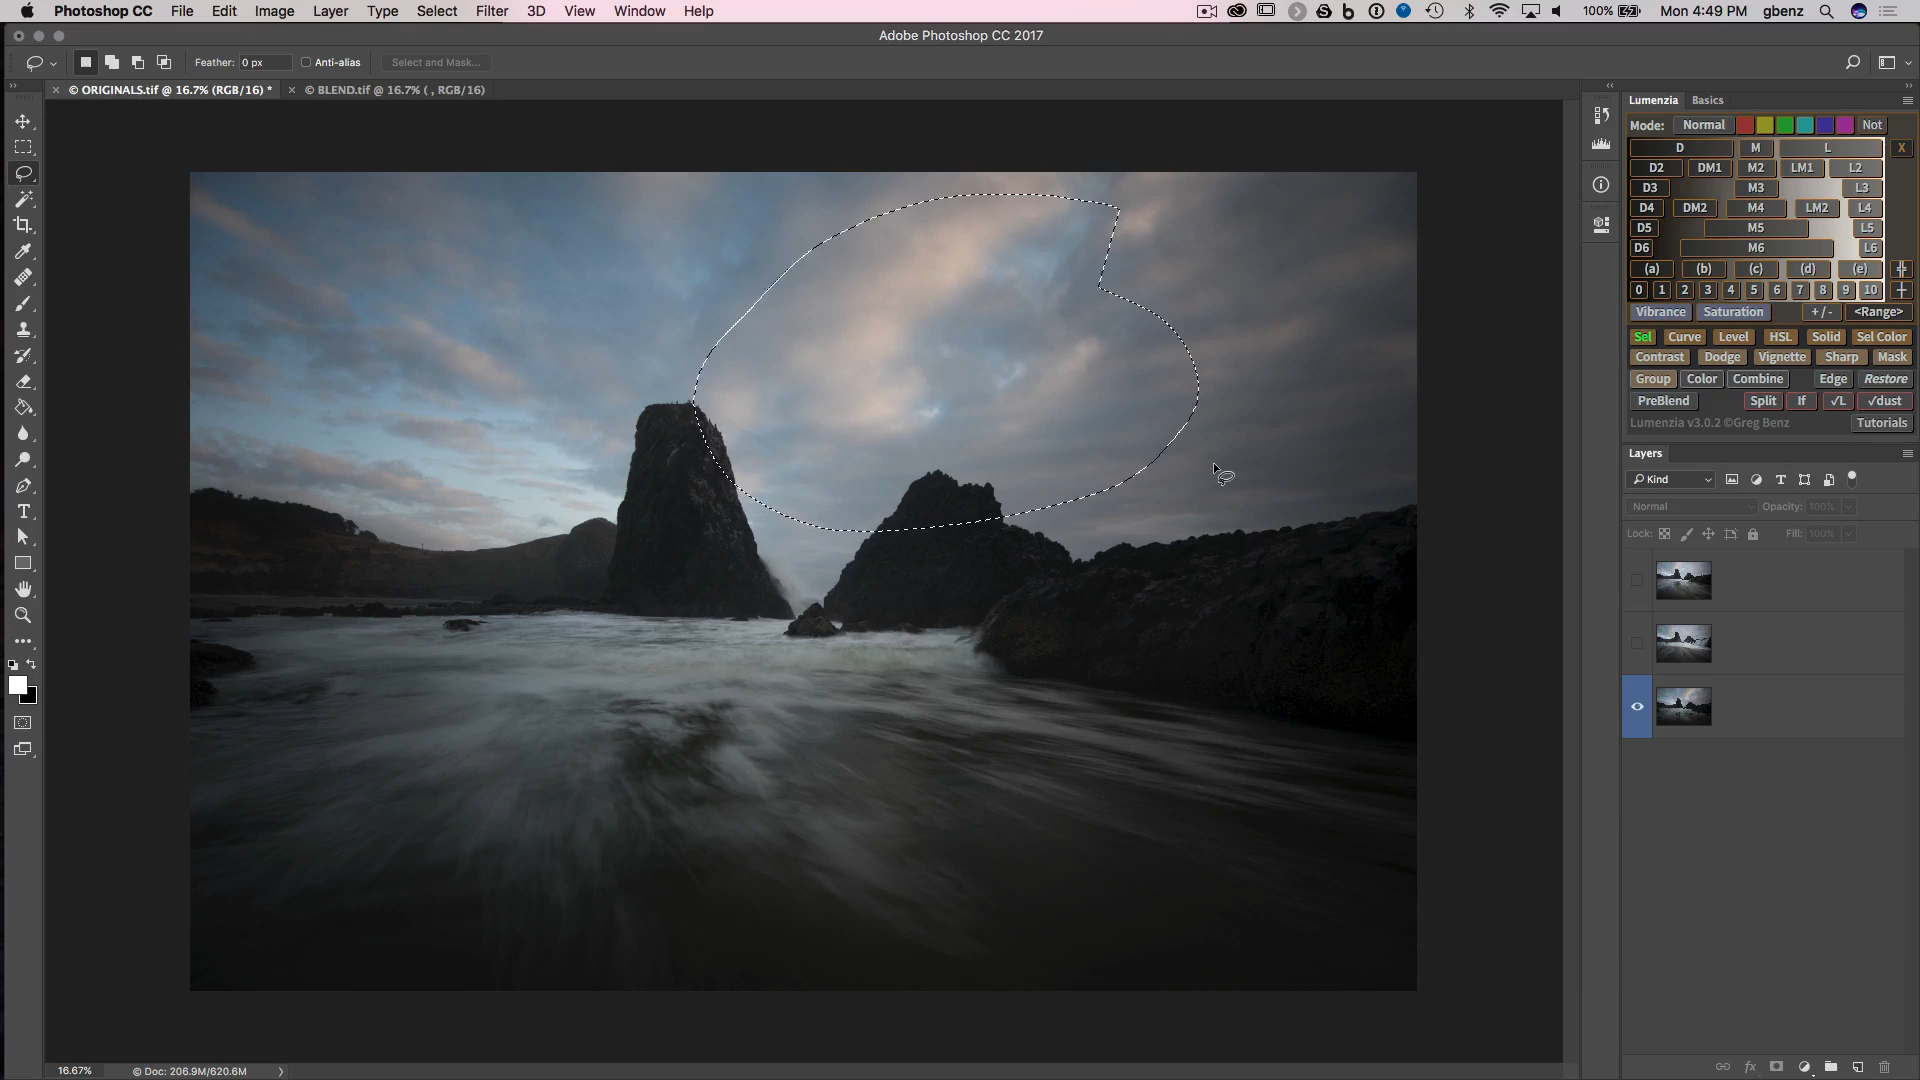 Photoshop CC File Edit Image Layer Type Select Filter 3D View Window Help 100% Mon 4:49 PM gbenz
Adobe Photoshop CC 2017
Feather: 0 px Anti-alias Select and Mask...
© ORIGINALS.tif @ 16.7% (RGB/16) * © BLEND.tif @ 16.7% ( , RGB/16)
Lumenzia Basics
Mode: Normal Not
D M L X
D2 DM1 M2 LM1 L2
D3 M3 L3
D4 DM2 M4 LM2 L4
D5 M5 L5
D6 M6 L6
(a) (b) (c) (d) (e)
0 1 2 3 4 5 6 7 8 9 10
Vibrance Saturation + / - <Range>
Sel Curve Level HSL Solid Sel Color
Contrast Dodge Vignette Sharp Mask
Group Color Combine Edge Restore
PreBlend Split If √L √dust
Lumenzia v3.0.2 ©Greg Benz Tutorials
Layers
Kind
Normal Opacity: 100%
Lock: Fill: 100%
16.67% © Doc: 206.9M/620.6M